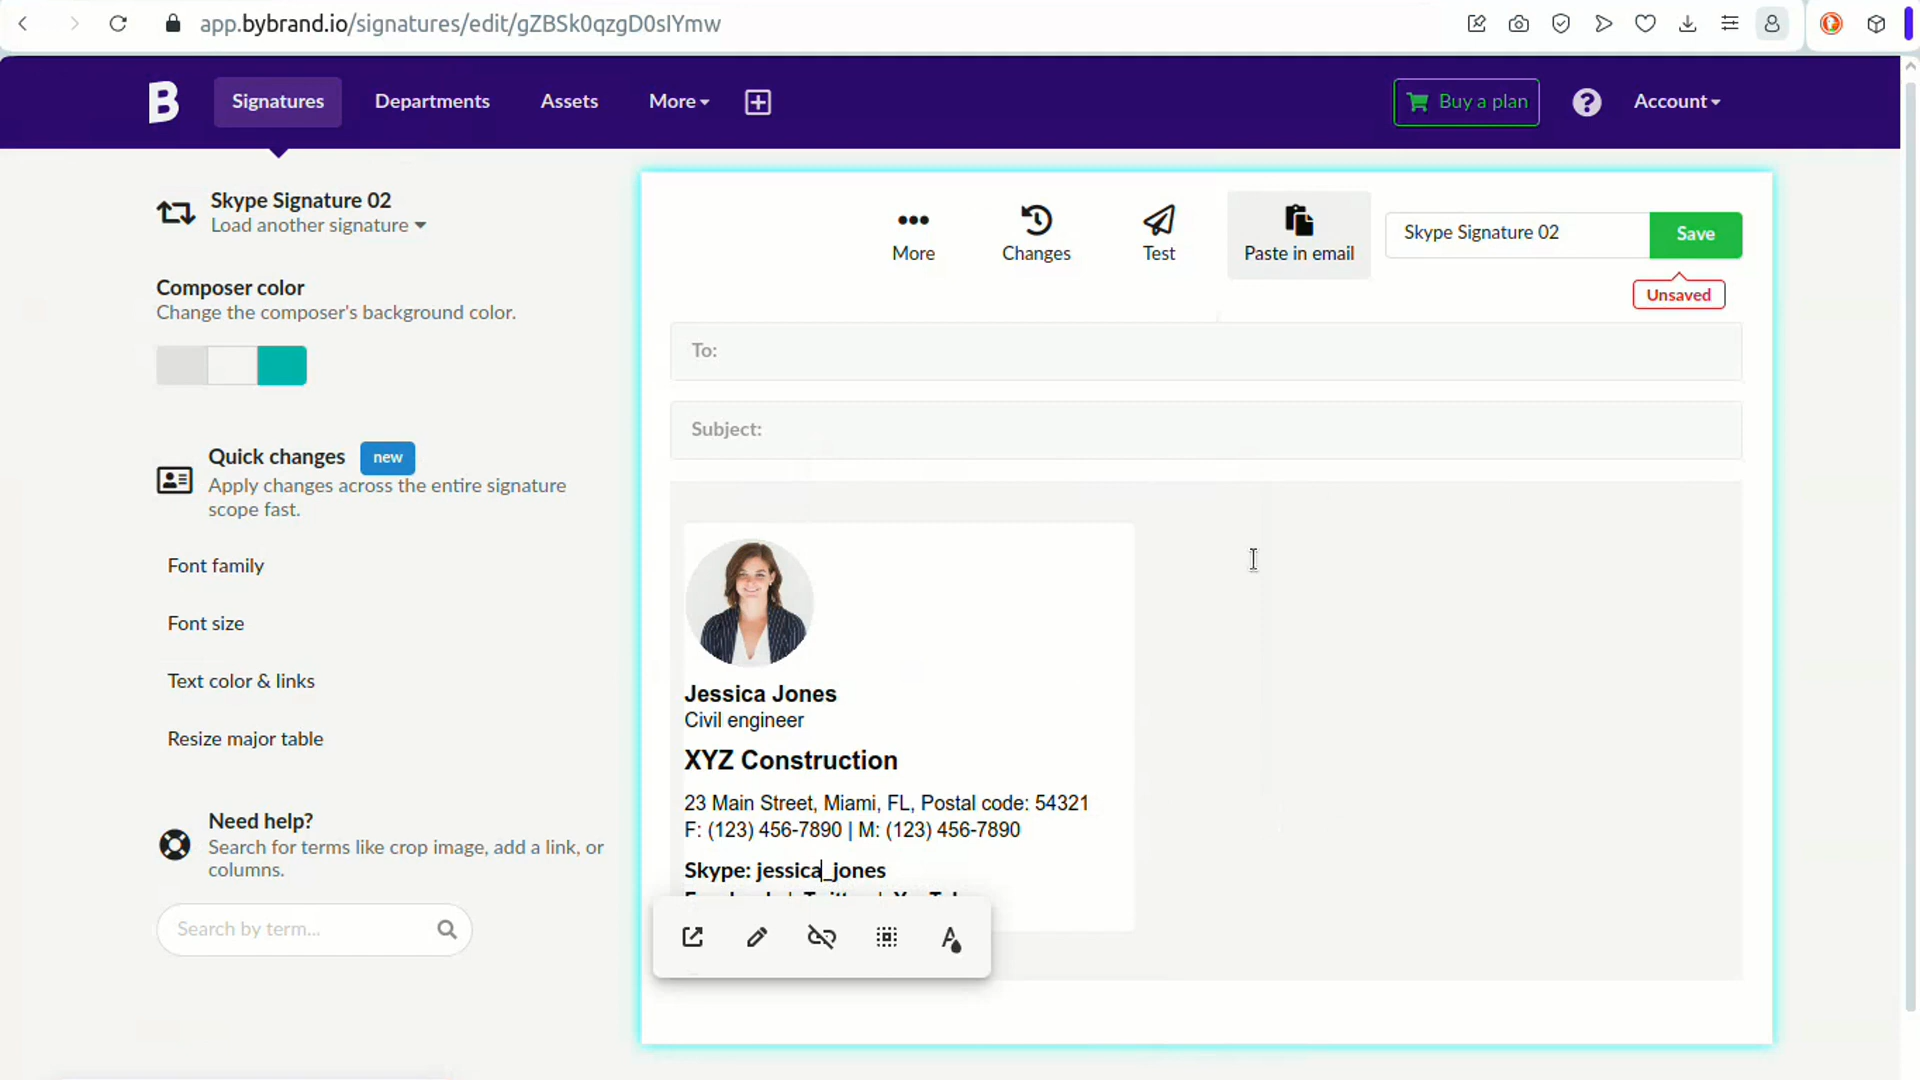 app.bybrand.io/signatures/edit/gZBSk0qzgD0sIYmw
B Signatures Departments Assets More Buy a plan ? Account
Skype Signature 02
Load another signature
Composer color
Change the composer's background color.
Quick changes new
Apply changes across the entire signature
scope fast.
Font family
Font size
Text color & links
Resize major table
Need help?
Search for terms like crop image, add a link, or
columns.
Search by term...
More
Changes
Test
Paste in email
Skype Signature 02
Save
Unsaved
To:
Subject:
Jessica Jones
Civil engineer
XYZ Construction
23 Main Street, Miami, FL, Postal code: 54321
F: (123) 456-7890 | M: (123) 456-7890
Skype: jessica_jones